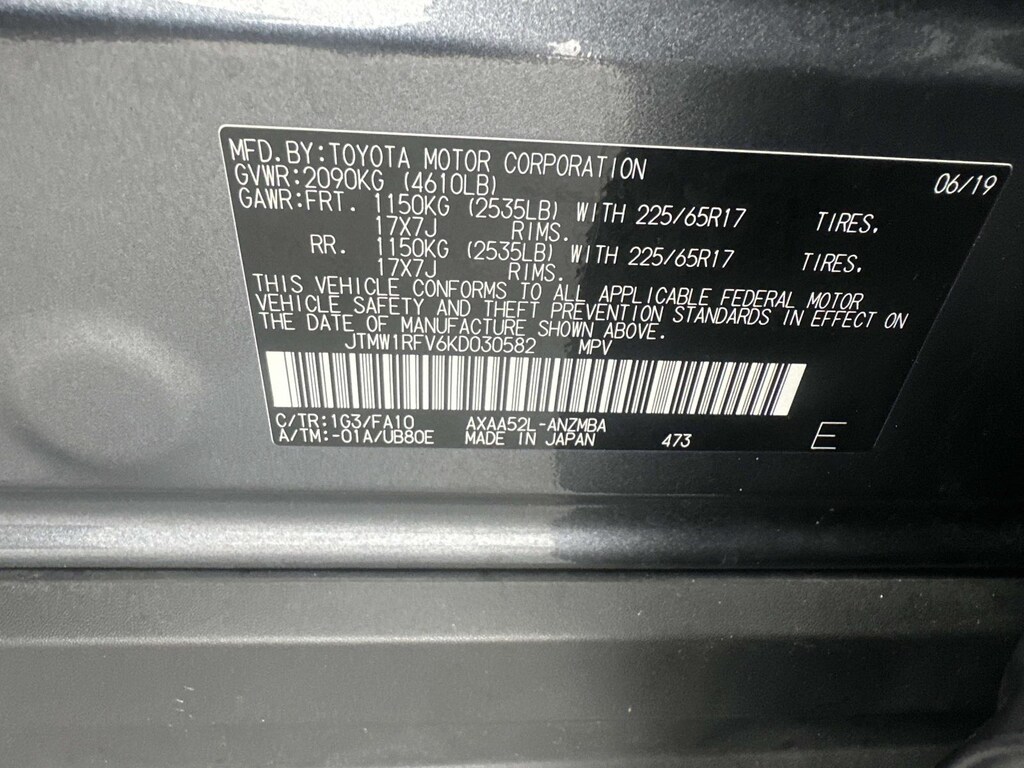 MFD.BY:TOYOTA MOTOR CORPORATION 06/19
GVWR:2090KG (4610LB)
GAWR:FRT. 1150KG (2535LB) WITH 225/65R17 TIRES.
17X7J RIMS.
RR. 1150KG (2535LB) WITH 225/65R17 TIRES.
17X7J RIMS.
THIS VEHICLE CONFORMS TO ALL APPLICABLE FEDERAL MOTOR
VEHICLE SAFETY AND THEFT PREVENTION STANDARDS IN EFFECT ON
THE DATE OF MANUFACTURE SHOWN ABOVE.
JTMW1RFV6KD030582 MPV
C/TR:1G3/FA10 AXAA52L-ANZMBA
A/TM:-01A/UB80E MADE IN JAPAN 473 E